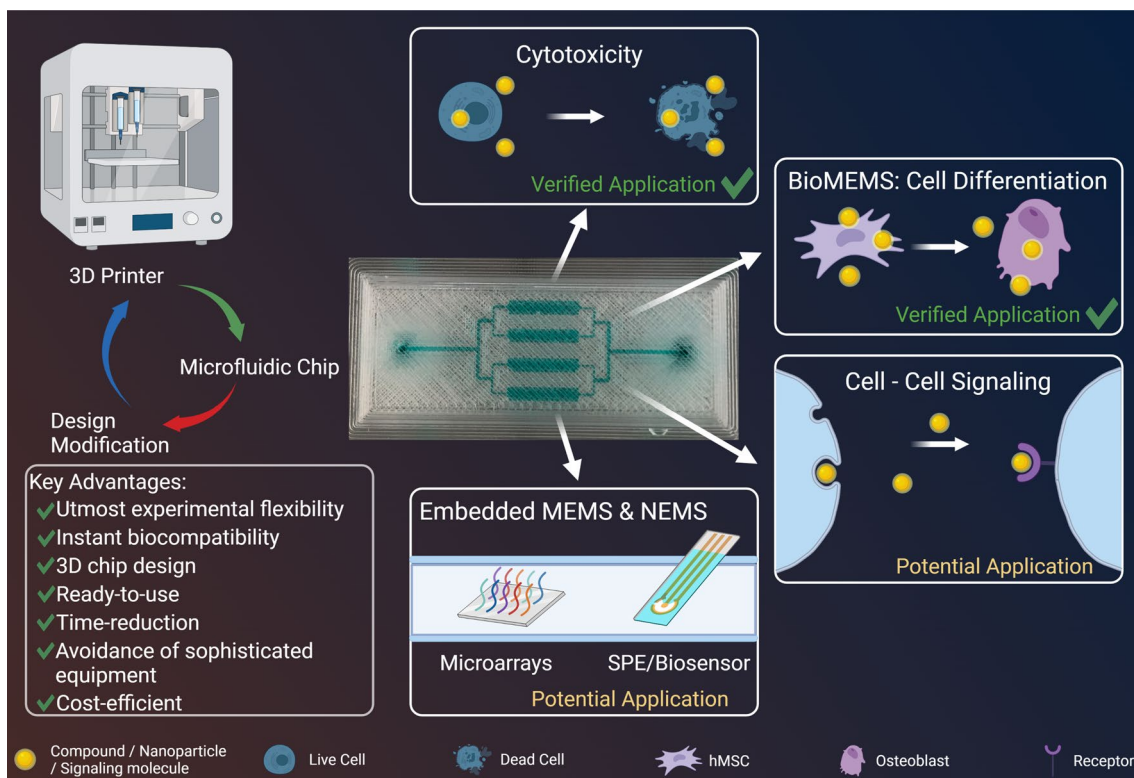 3D Printer
Microfluidic Chip
Design
Modification
Key Advantages:
Utmost experimental flexibility
Instant biocompatibility
3D chip design
Ready-to-use
Time-reduction
Avoidance of sophisticated
equipment
Cost-efficient
Cytotoxicity
Verified Application
BioMEMS: Cell Differentiation
Verified Application
Cell - Cell Signaling
Potential Application
Embedded MEMS & NEMS
Microarrays
SPE/Biosensor
Potential Application
Compound / Nanoparticle
/ Signaling molecule
Live Cell
Dead Cell
hMSC
Osteoblast
Receptor